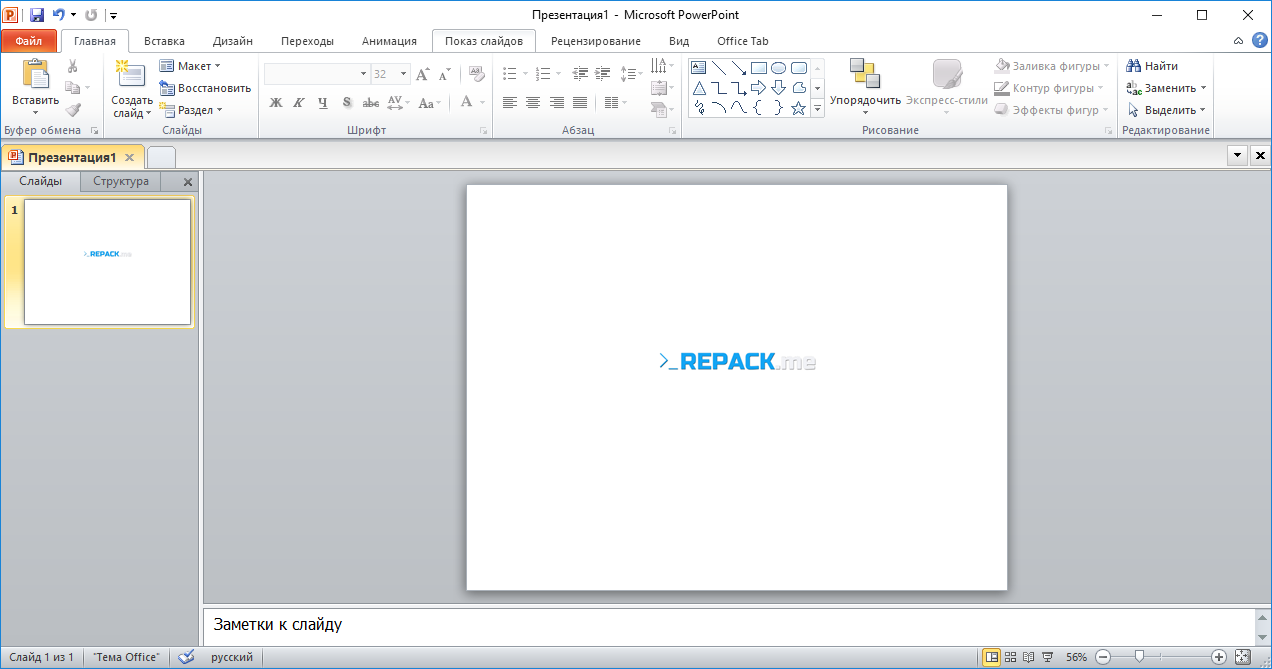 Презентация1 - Microsoft PowerPoint
Файл Главная Вставка Дизайн Переходы Анимация Показ слайдов Рецензирование Вид Office Tab
Вставить
Буфер обмена
Создать слайд
Макет
Восстановить
Раздел
Слайды
32
Ж К Ч S abc AV Aa A
Шрифт
Абзац
Упорядочить
Экспресс-стили
Заливка фигуры
Контур фигуры
Эффекты фигур
Рисование
Найти
Заменить
Выделить
Редактирование
Презентация1
Слайды Структура
1
>_REPACK.me
>_REPACK.me
Заметки к слайду
Слайд 1 из 1 "Тема Office" русский 56%